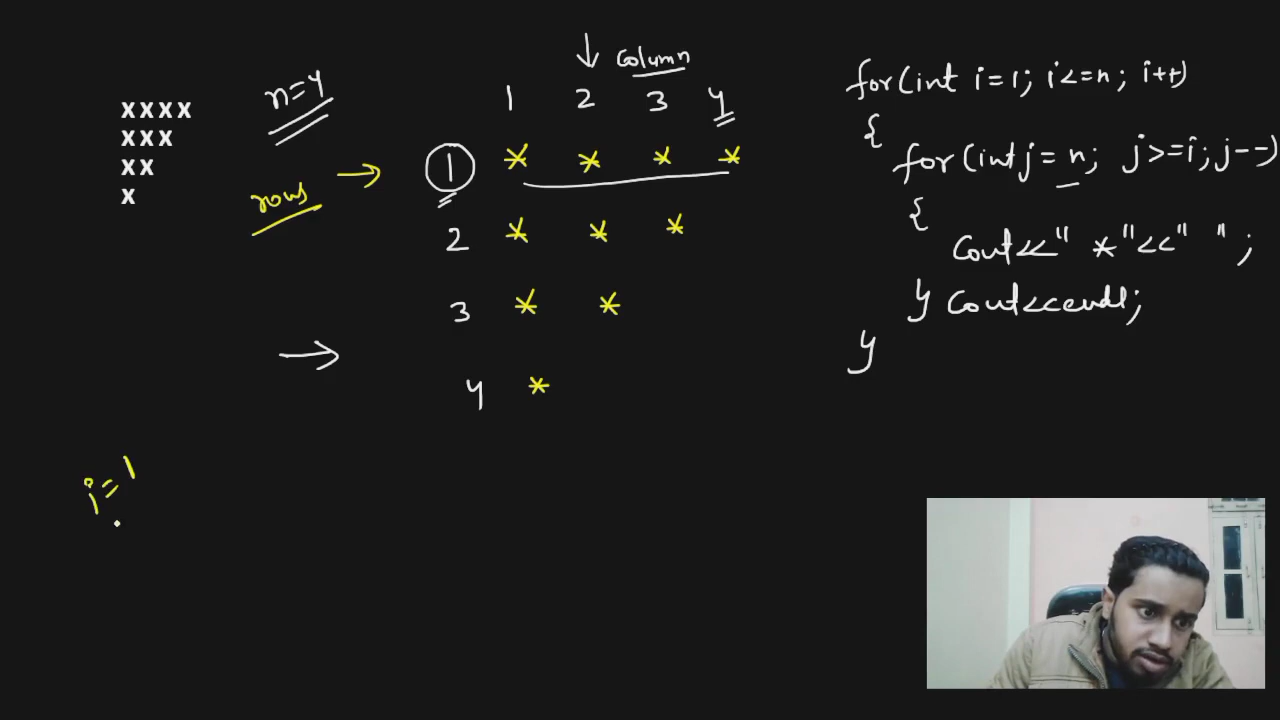 xxxx
xxx
xx
x
n=4
rows
↓ Column
1 2 3 4
→ 1 * * * *
2 * * *
3 * *
→ 4 *
i=1
for(int i=1; i<=n; i++)
{
for(int j=n; j>=i; j--)
{
Cout<<" *"<<" ";
} Cout<<endl;
}